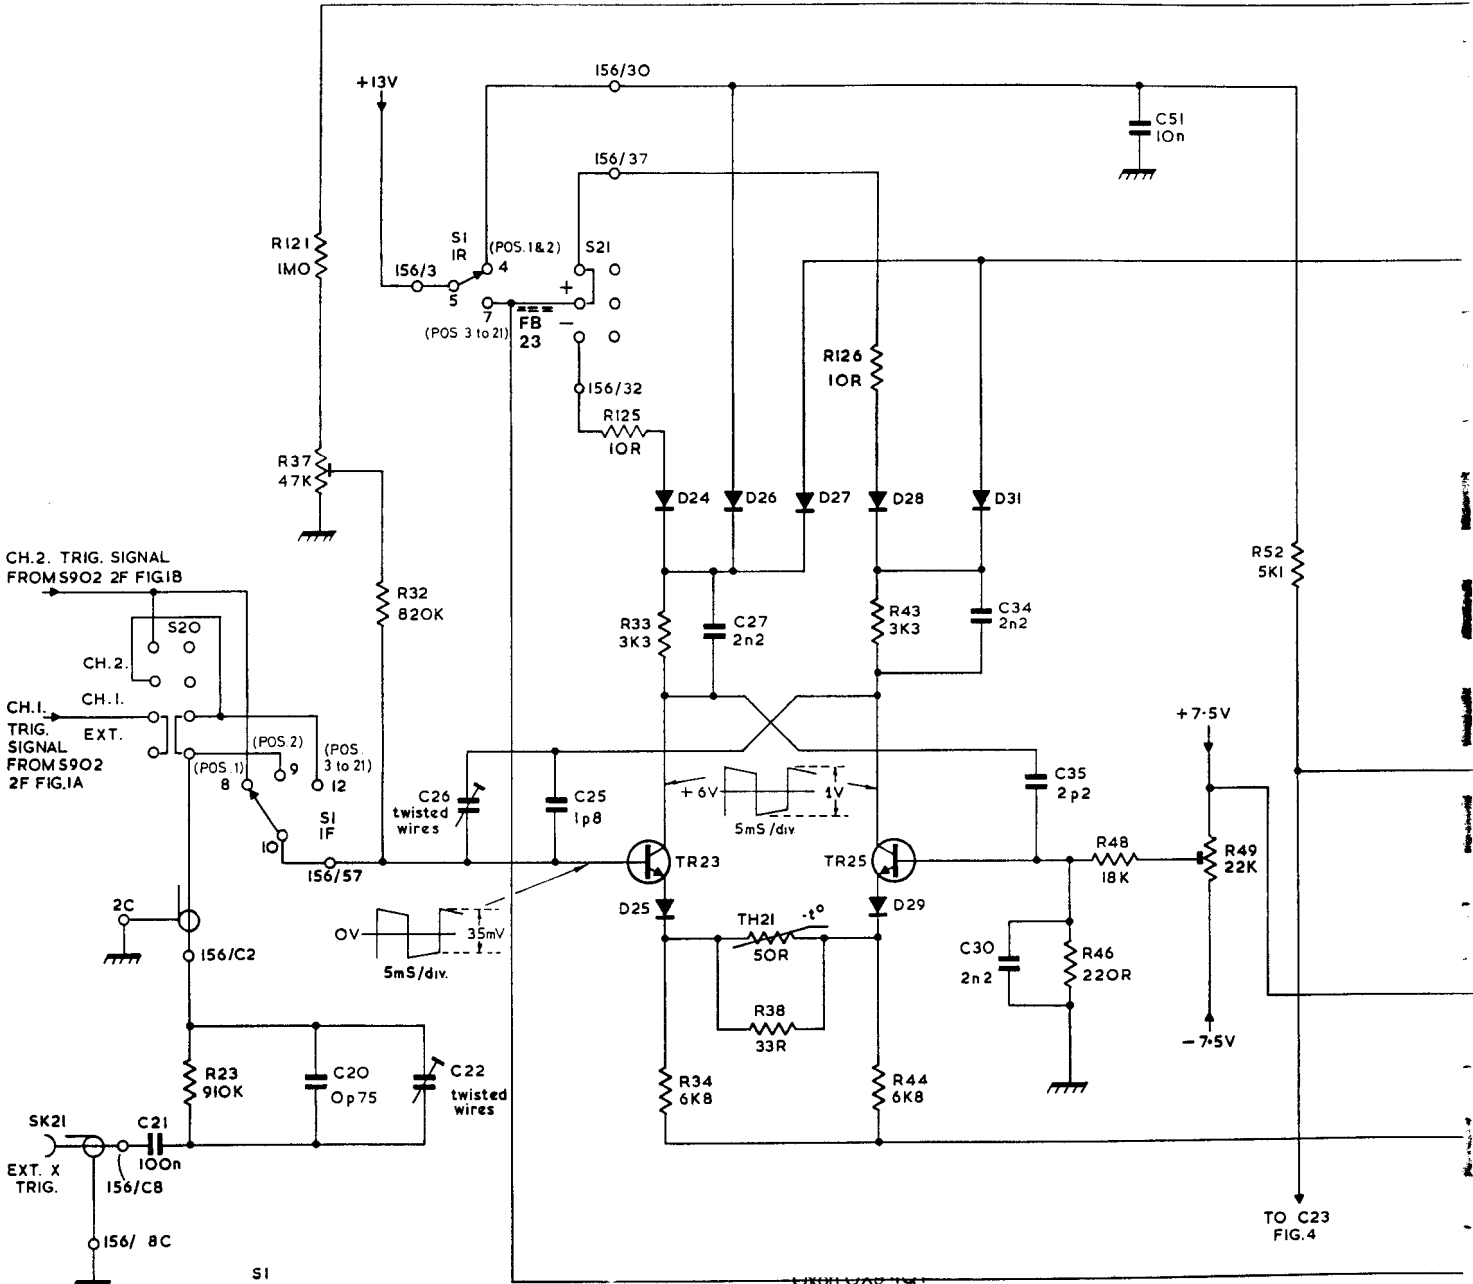 156/30
+13V
C51
10n
156/37
R121
1M0
S1
1R
(POS. 1 & 2)
4
S21
156/3
5
7
(POS 3 to 21)
+
−
FB
23
156/32
R125
10R
R126
10R
R37
47K
D24
D26
D27
D28
D31
CH.2. TRIG. SIGNAL
FROM S902 2F FIG.1B
R32
820K
R52
5K1
S20
CH.2.
CH.1.
EXT.
R33
3K3
C27
2n2
R43
3K3
C34
2n2
CH.1.
TRIG.
SIGNAL
FROM S902
2F FIG.1A
(POS. 1)
8
(POS. 2)
9
(POS.
3 to 21)
12
S1
1F
10
156/57
C26
twisted
wires
C25
1p8
+6V
1V
5mS/div.
C35
2p2
+7·5V
TR23
TR25
R48
18K
R49
22K
2C
156/C2
0V
35mV
5mS/div.
D25
TH21
-t°
50R
D29
C30
2n2
R46
220R
R38
33R
−7·5V
R23
910K
C20
0p75
C22
twisted
wires
R34
6K8
R44
6K8
SK21
C21
100n
EXT. X
TRIG.
156/C8
156/ 8C
TO C23
FIG.4
S1